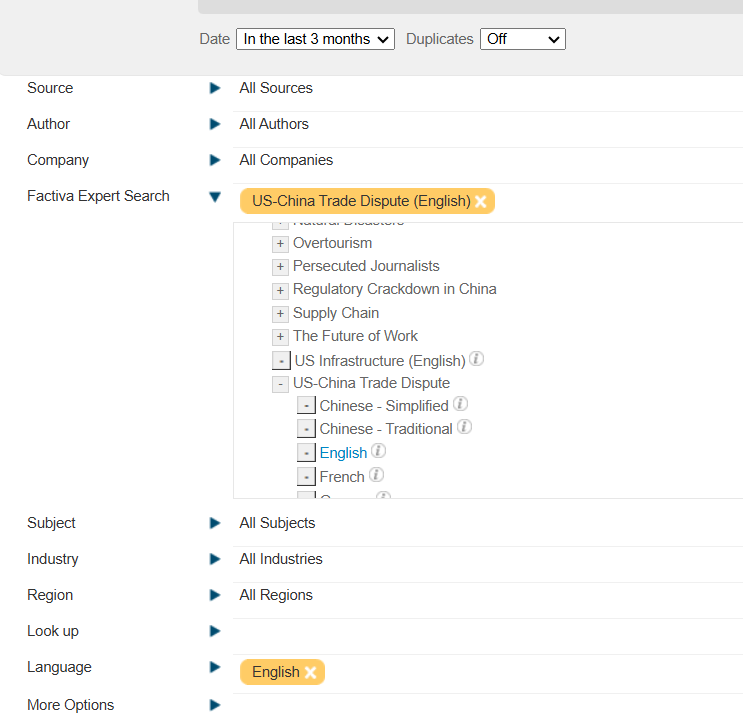 Date In the last 3 months Duplicates Off
Source All Sources
Author All Authors
Company All Companies
Factiva Expert Search US-China Trade Dispute (English)
Natural Disasters
+ Overtourism
+ Persecuted Journalists
+ Regulatory Crackdown in China
+ Supply Chain
+ The Future of Work
- US Infrastructure (English) i
- US-China Trade Dispute
- Chinese - Simplified i
- Chinese - Traditional i
- English i
- French i
Subject All Subjects
Industry All Industries
Region All Regions
Look up
Language English
More Options